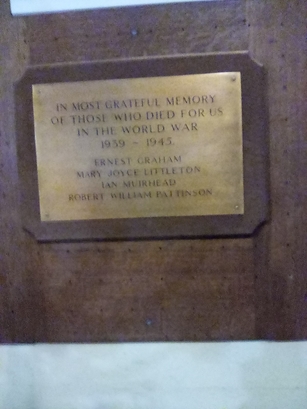 IN MOST GRATEFUL MEMORY
OF THOSE WHO DIED FOR US
IN THE WORLD WAR
1939 - 1945.
ERNEST GRAHAM
MARY JOYCE LITTLETON
IAN MUIRHEAD
ROBERT WILLIAM PATTINSON